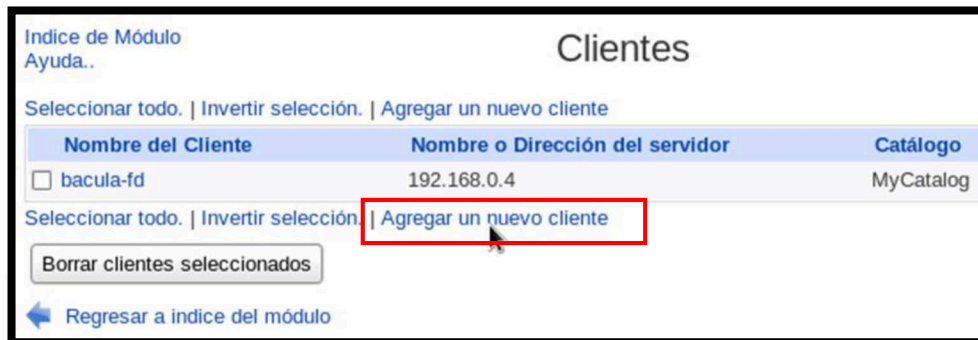 Indice de Módulo
Ayuda..
Clientes
Seleccionar todo. | Invertir selección. | Agregar un nuevo cliente
Nombre del Cliente Nombre o Dirección del servidor Catálogo
bacula-fd 192.168.0.4 MyCatalog
Seleccionar todo. | Invertir selección. | Agregar un nuevo cliente
Borrar clientes seleccionados
Regresar a indice del módulo